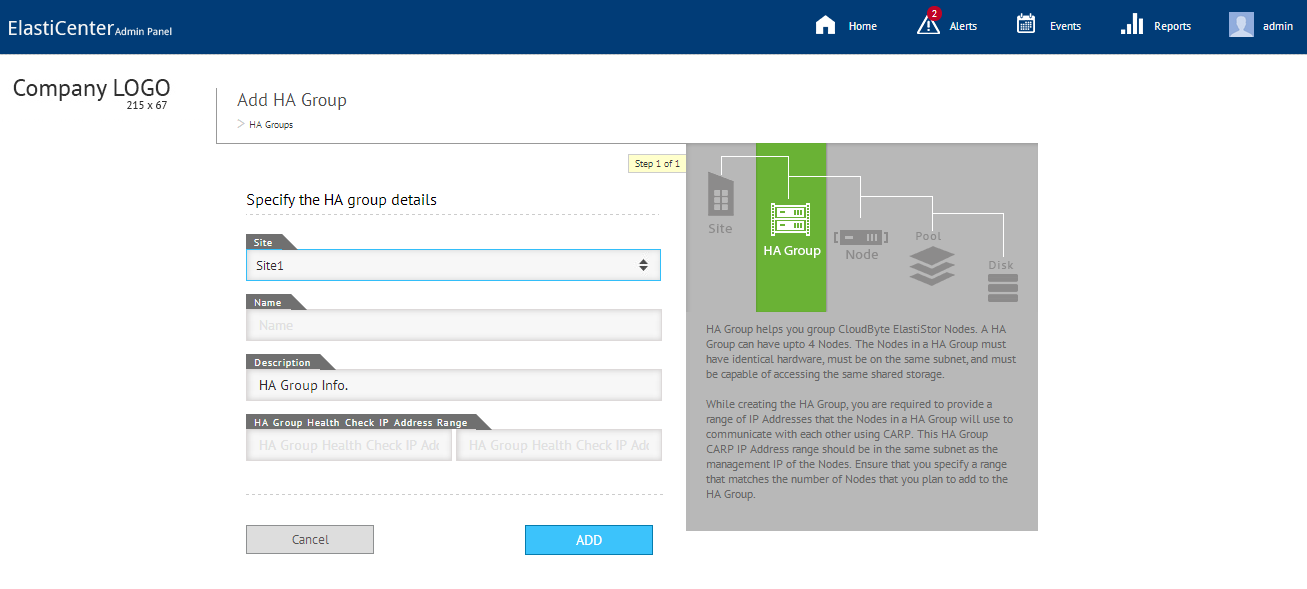 ElastiCenter Admin Panel
Home
2
Alerts
Events
Reports
admin
Company LOGO
215 x 67
Add HA Group
> HA Groups
Step 1 of 1
Specify the HA group details
Site
Site1
Name
Name
Description
HA Group Info.
HA Group Health Check IP Address Range
HA Group Health Check IP Add
HA Group Health Check IP Add
Cancel
ADD
Site
HA Group
Node
Pool
Disk
HA Group helps you group CloudByte ElastiStor Nodes. A HA
Group can have upto 4 Nodes. The Nodes in a HA Group must
have identical hardware, must be on the same subnet, and must
be capable of accessing the same shared storage.
While creating the HA Group, you are required to provide a
range of IP Addresses that the Nodes in a HA Group will use to
communicate with each other using CARP. This HA Group
CARP IP Address range should be in the same subnet as the
management IP of the Nodes. Ensure that you specify a range
that matches the number of Nodes that you plan to add to the
HA Group.